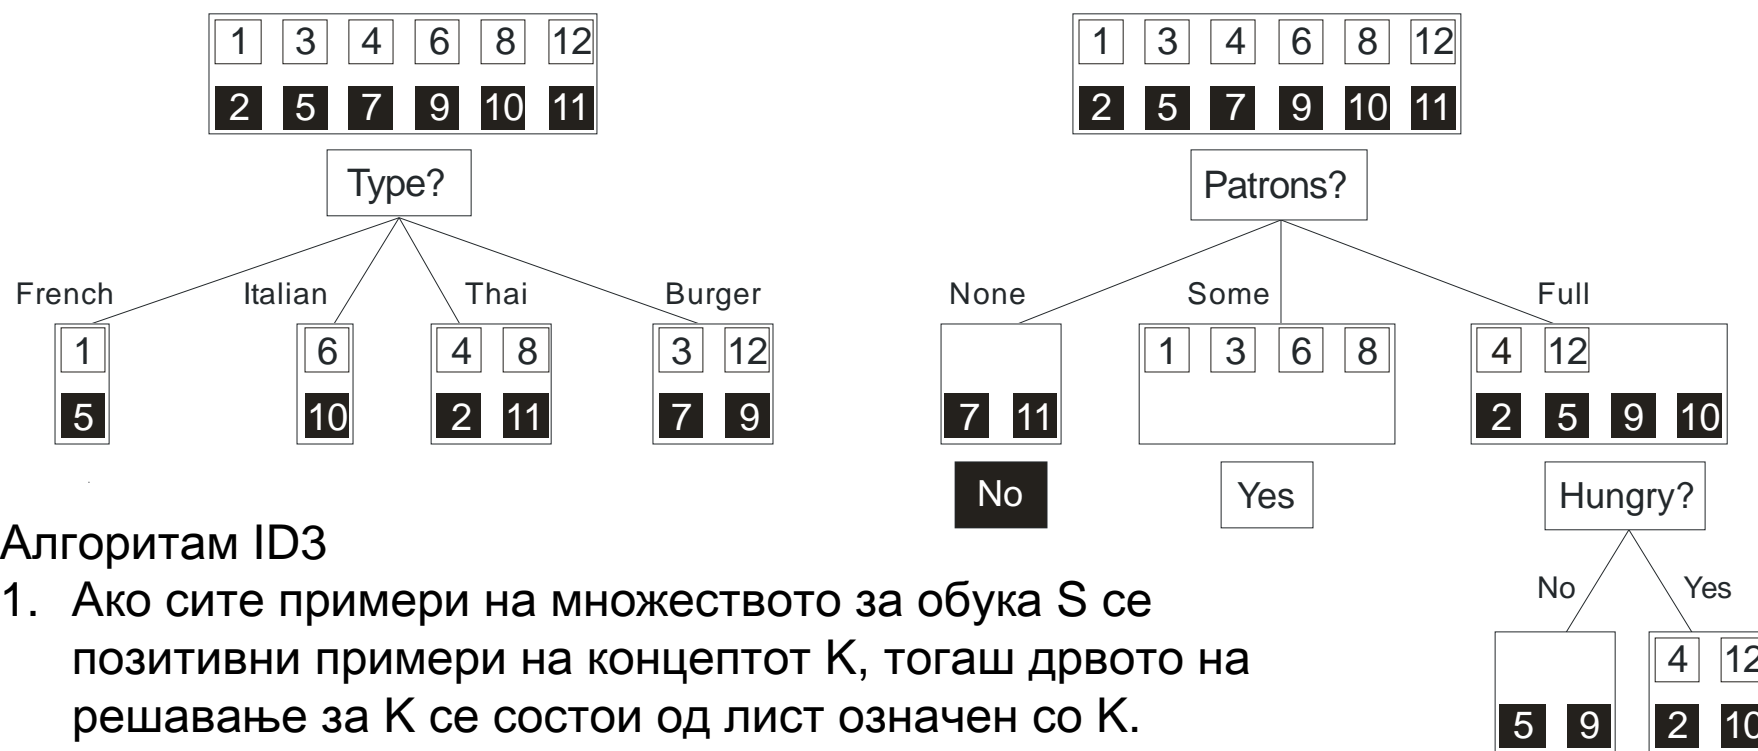 1 3 4 6 8 12
2 5 7 9 10 11
Type?
French Italian Thai Burger
1 6 4 8 3 12
5 10 2 11 7 9
1 3 4 6 8 12
2 5 7 9 10 11
Patrons?
None Some Full
1 3 6 8 4 12
7 11 2 5 9 10
No Yes Hungry?
No Yes
4 12
5 9 2 10
Алгоритам ID3
1. Ако сите примери на множеството за обука S се
позитивни примери на концептот K, тогаш дрвото на
решавање за K се состои од лист означен со K.